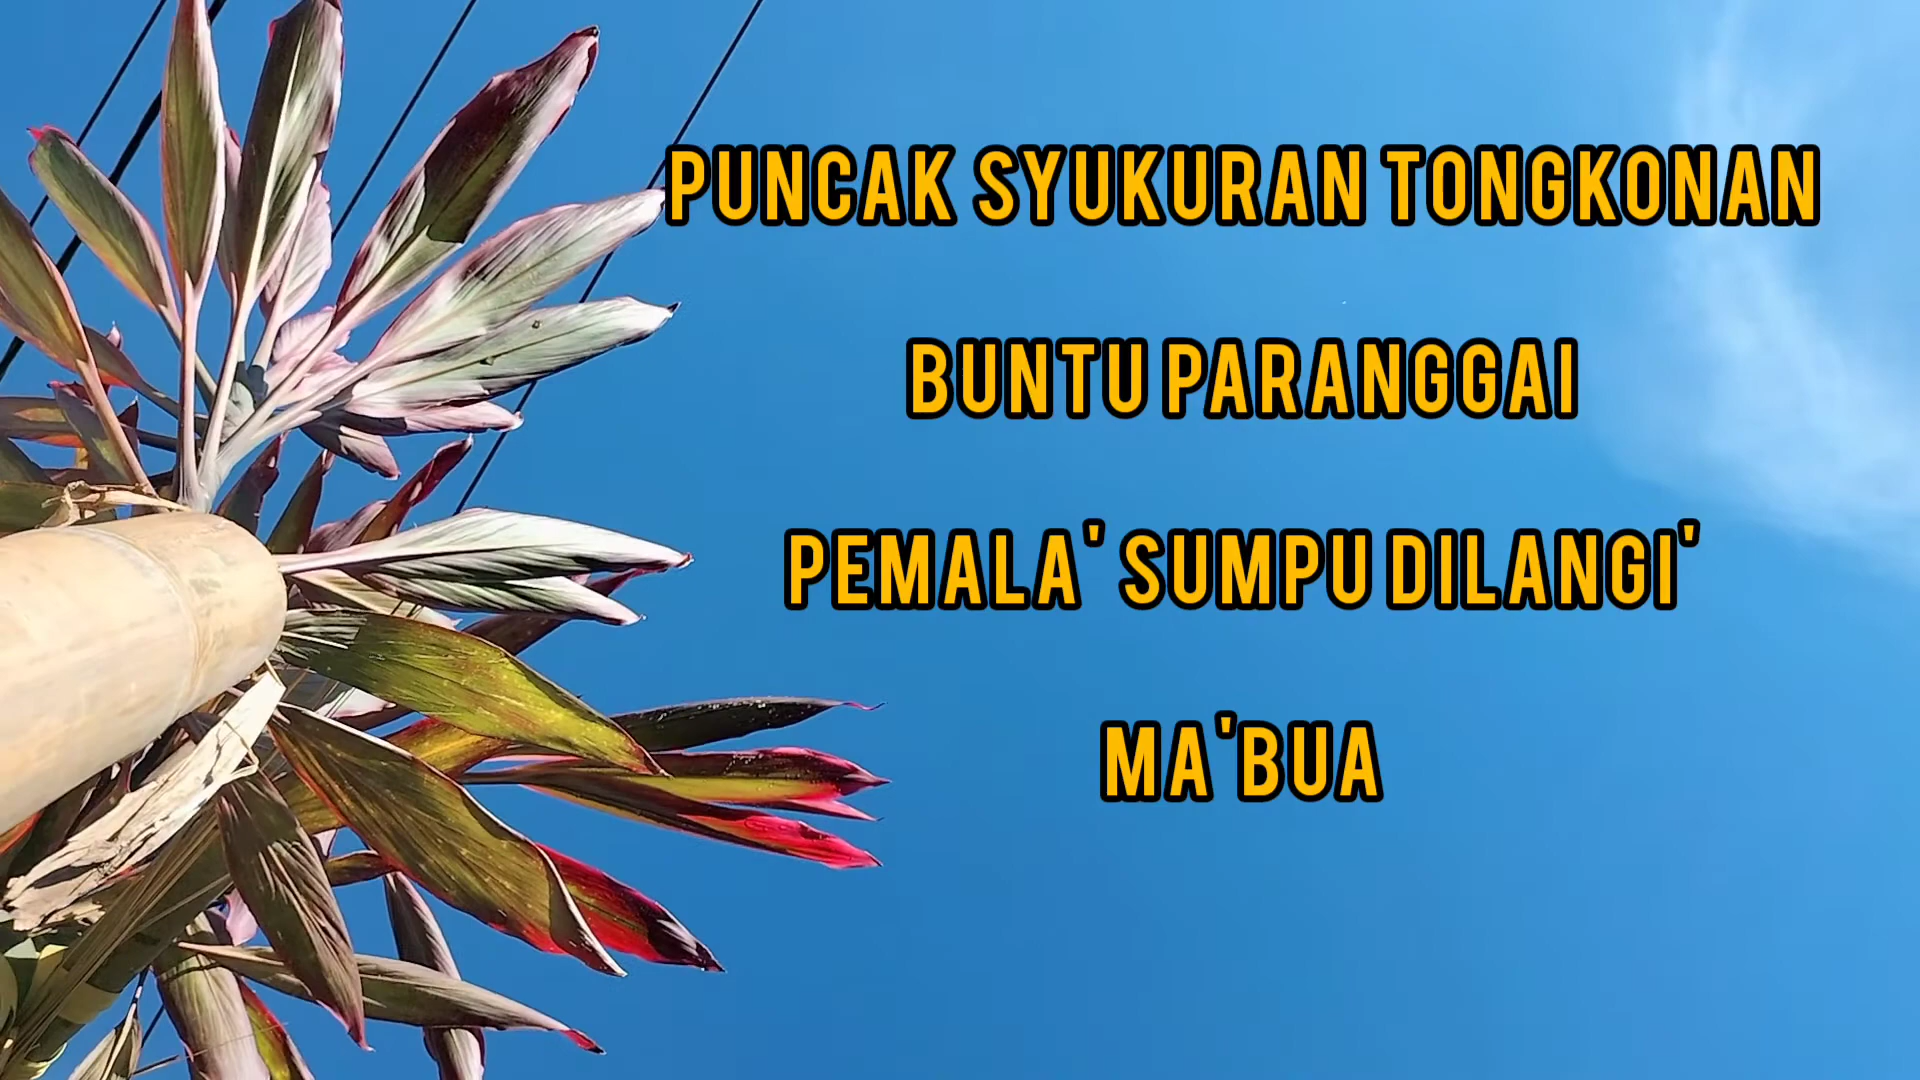 PUNCAK SYUKURAN TONGKONAN
BUNTU PARANGGAI
PEMALA' SUMPU DILANGI'
MA'BUA